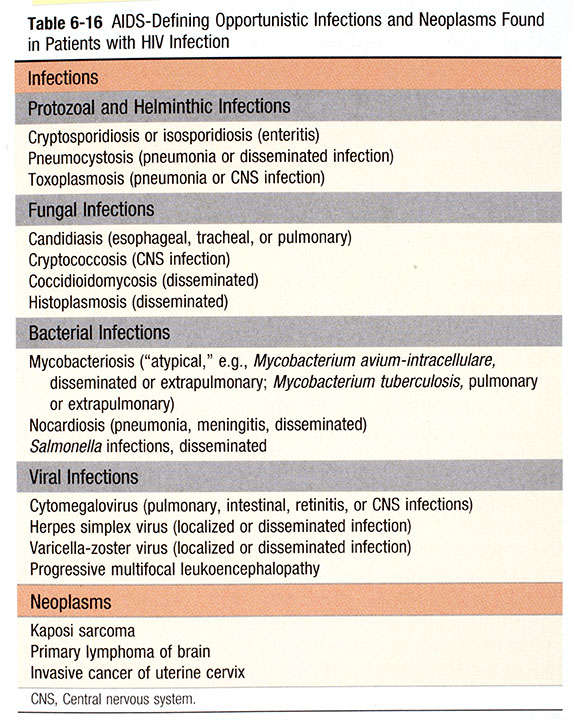 Table 6-16 AIDS-Defining Opportunistic Infections and Neoplasms Found
in Patients with HIV Infection
Infections
Protozoal and Helminthic Infections
Cryptosporidiosis or isosporidiosis (enteritis)
Pneumocystosis (pneumonia or disseminated infection)
Toxoplasmosis (pneumonia or CNS infection)
Fungal Infections
Candidiasis (esophageal, tracheal, or pulmonary)
Cryptococcosis (CNS infection)
Coccidioidomycosis (disseminated)
Histoplasmosis (disseminated)
Bacterial Infections
Mycobacteriosis (“atypical,” e.g., Mycobacterium avium-intracellulare,
disseminated or extrapulmonary; Mycobacterium tuberculosis, pulmonary
or extrapulmonary)
Nocardiosis (pneumonia, meningitis, disseminated)
Salmonella infections, disseminated
Viral Infections
Cytomegalovirus (pulmonary, intestinal, retinitis, or CNS infections)
Herpes simplex virus (localized or disseminated infection)
Varicella-zoster virus (localized or disseminated infection)
Progressive multifocal leukoencephalopathy
Neoplasms
Kaposi sarcoma
Primary lymphoma of brain
Invasive cancer of uterine cervix
CNS, Central nervous system.